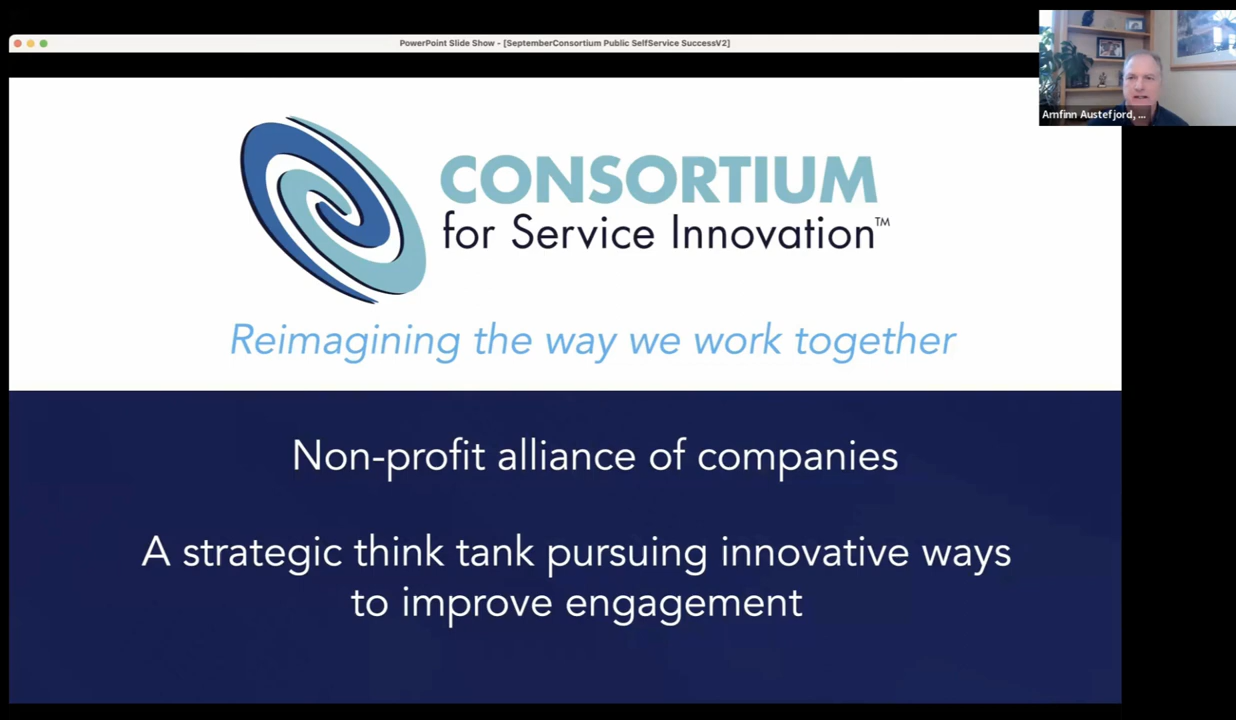 PowerPoint Slide Show - [SeptemberConsortium Public SelfService SuccessV2]
Arnfinn Austefjord, ...
CONSORTIUM
for Service Innovation™
Reimagining the way we work together
Non-profit alliance of companies
A strategic think tank pursuing innovative ways
to improve engagement